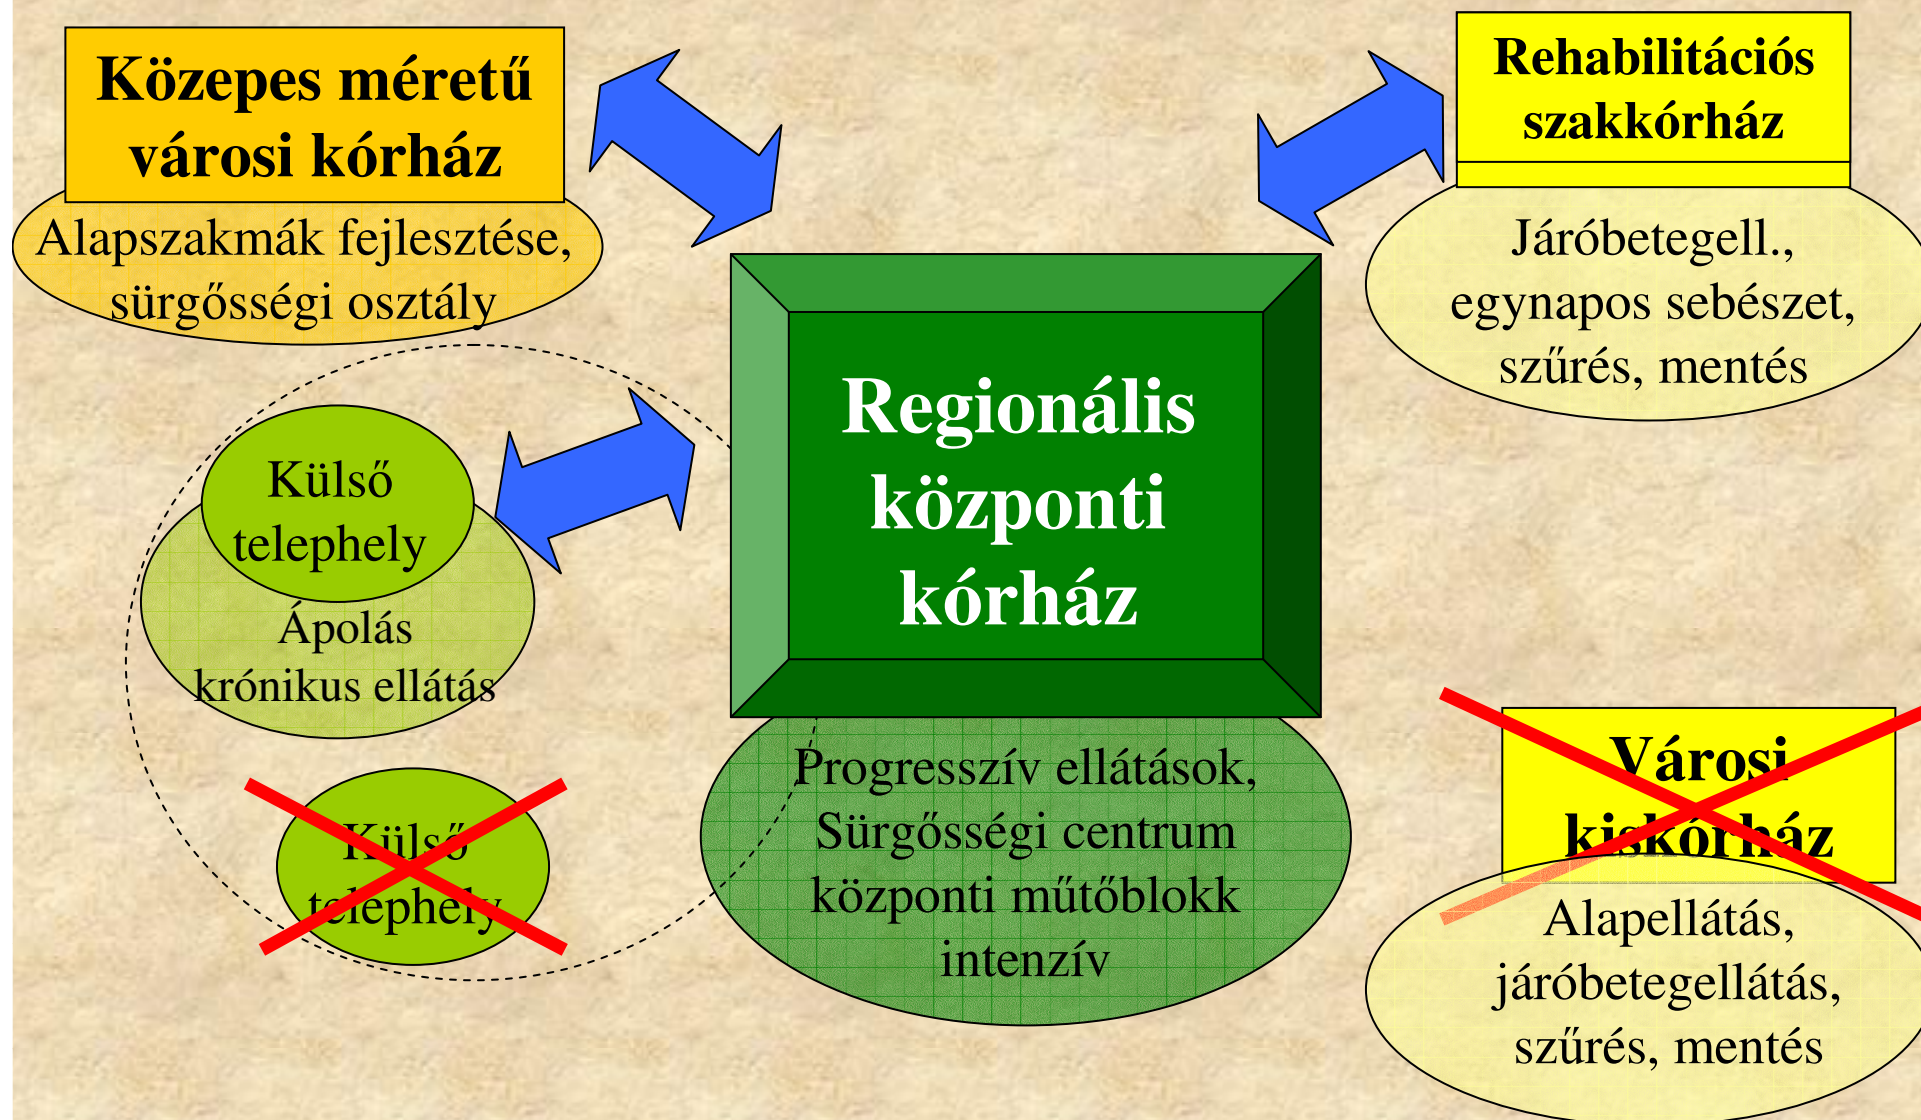 Közepes méretű
városi kórház
Alapszakmák fejlesztése,
sürgősségi osztály
Rehabilitációs
szakkórház
Járóbetegell.,
egynapos sebészet,
szűrés, mentés
Külső
telephely
Ápolás
krónikus ellátás
Külső
telephely
Regionális
központi
kórház
Progresszív ellátások,
Sürgősségi centrum
központi műtőblokk
intenzív
Városi
kiskórház
Alapellátás,
járóbetegellátás,
szűrés, mentés